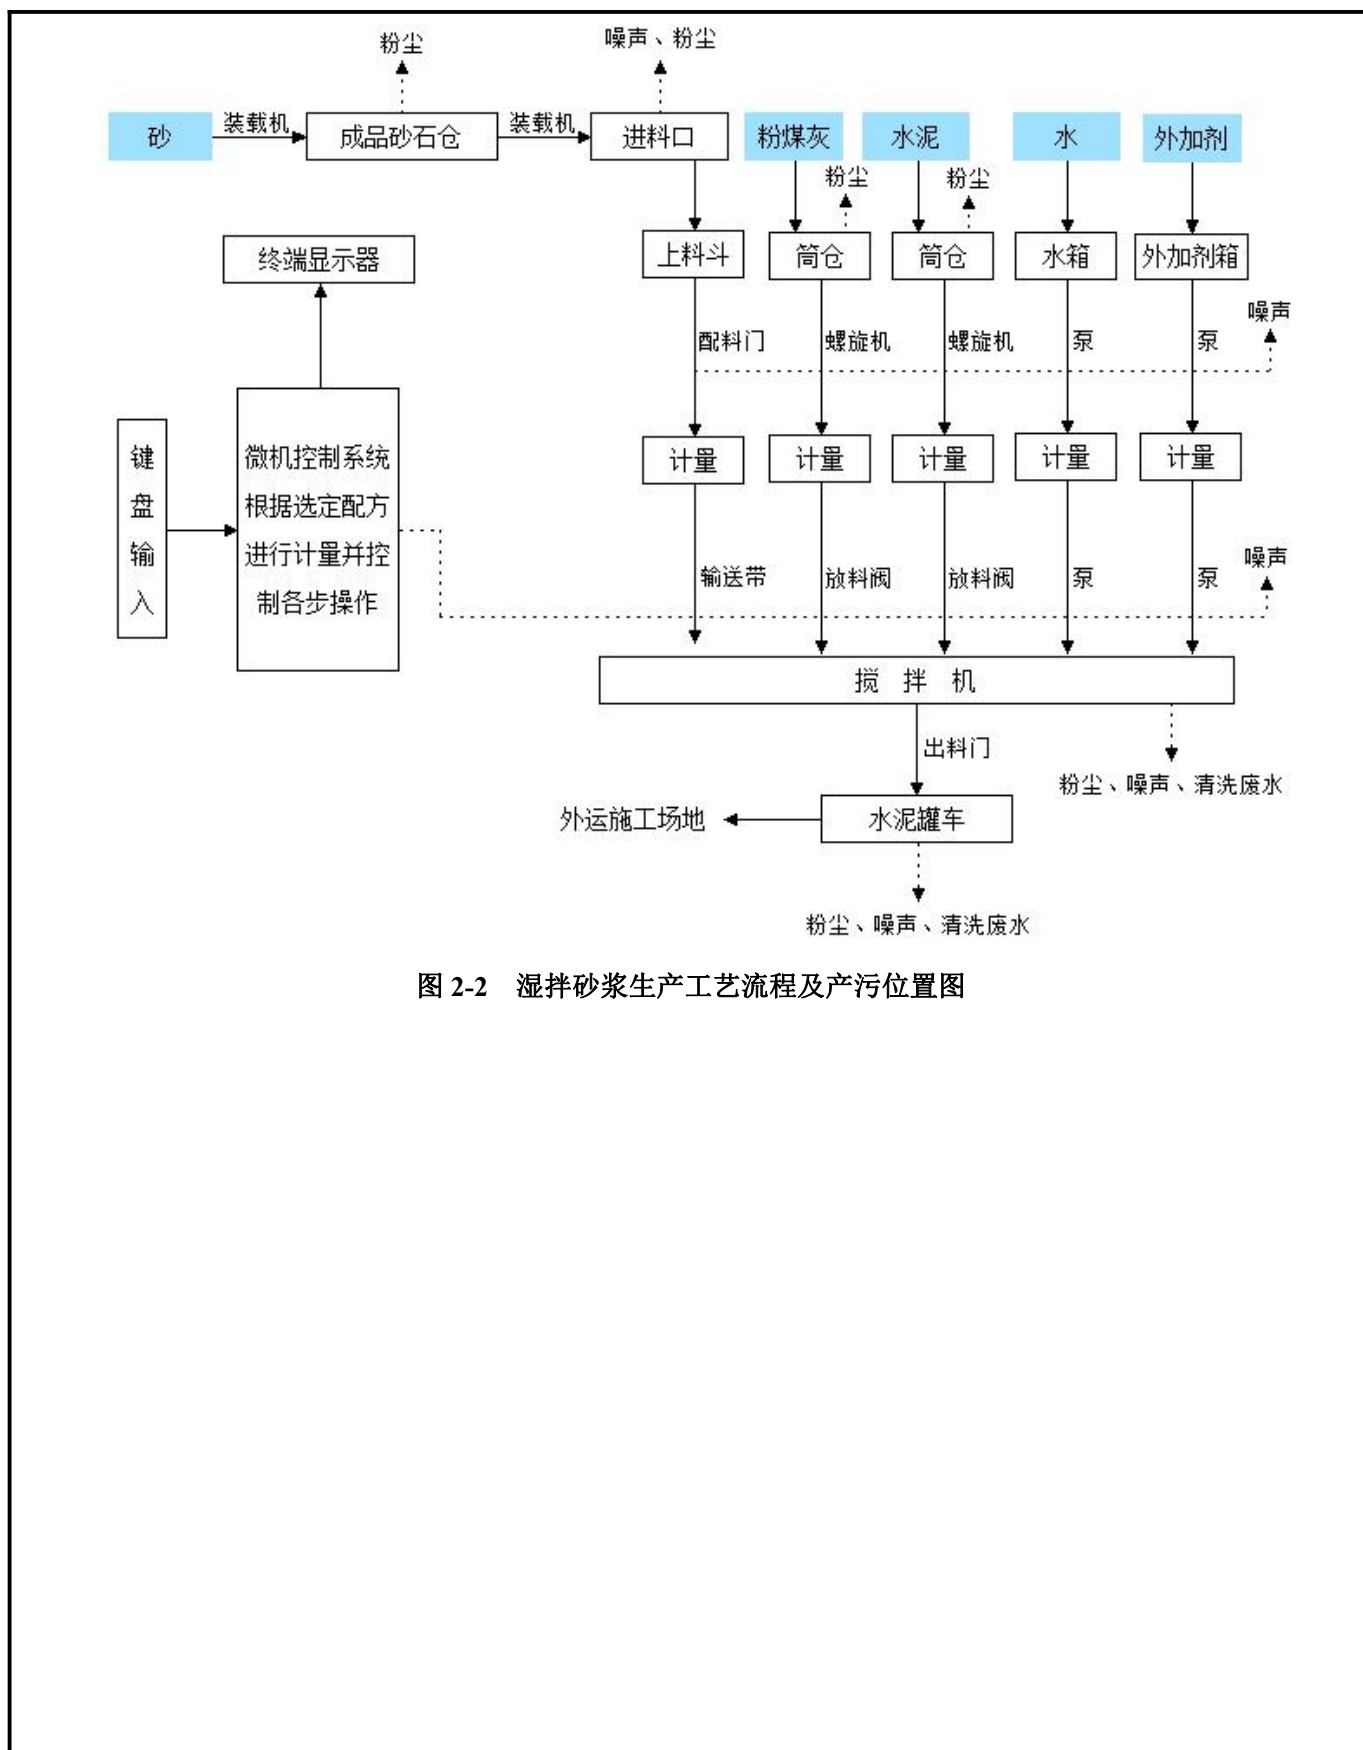 粉尘
噪声、粉尘
砂
装载机
成品砂石仓
装载机
进料口
粉煤灰
水泥
水
外加剂
粉尘
粉尘
终端显示器
上料斗
筒仓
筒仓
水箱
外加剂箱
噪声
配料门
螺旋机
螺旋机
泵
泵
键
盘
输
入
微机控制系统
根据选定配方
进行计量并控
制各步操作
计量
计量
计量
计量
计量
噪声
输送带
放料阀
放料阀
泵
泵
搅 拌 机
出料门
粉尘、噪声、清洗废水
外运施工场地
水泥罐车
粉尘、噪声、清洗废水
图 2-2 湿拌砂浆生产工艺流程及产污位置图